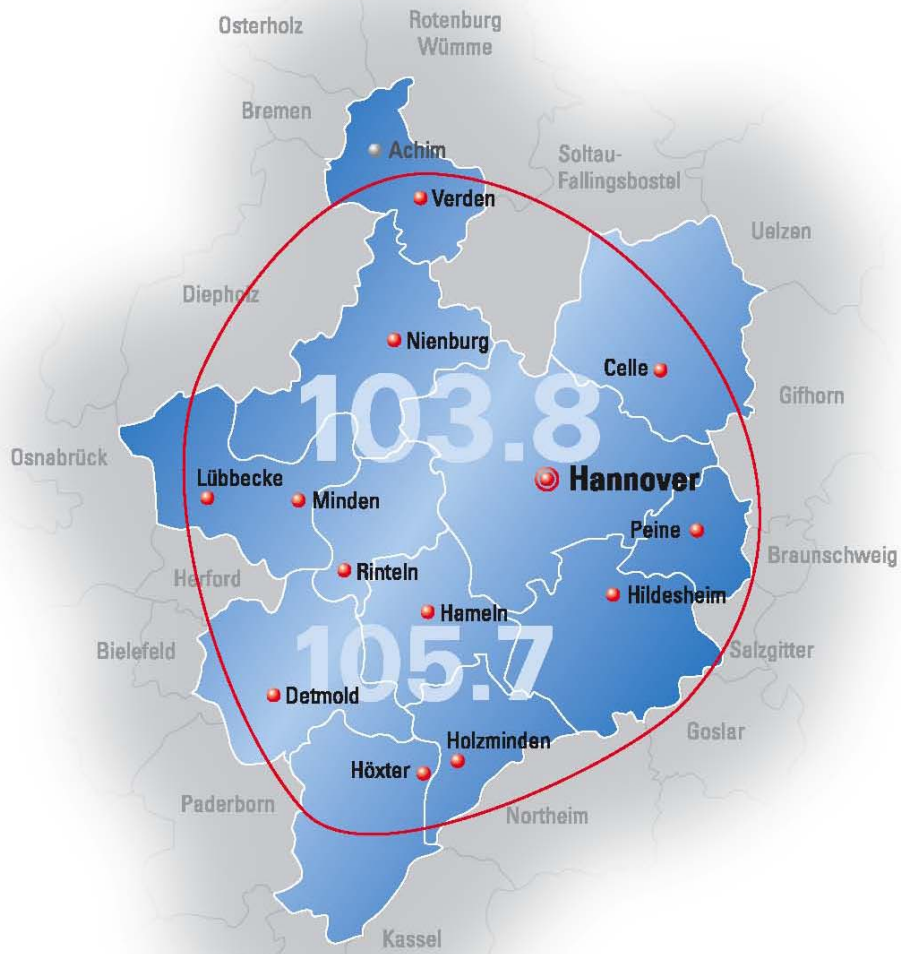 Osterholz
Rotenburg
Wümme
Bremen
Achim
Soltau-
Fallingsbostel
Verden
Uelzen
Diepholz
Nienburg
Celle
103.8
Gifhorn
Osnabrück
Lübbecke
Minden
Hannover
Peine
Braunschweig
Herford
Rinteln
Hildesheim
Hameln
Bielefeld
105.7
Salzgitter
Detmold
Goslar
Holzminden
Höxter
Paderborn
Northeim
Kassel